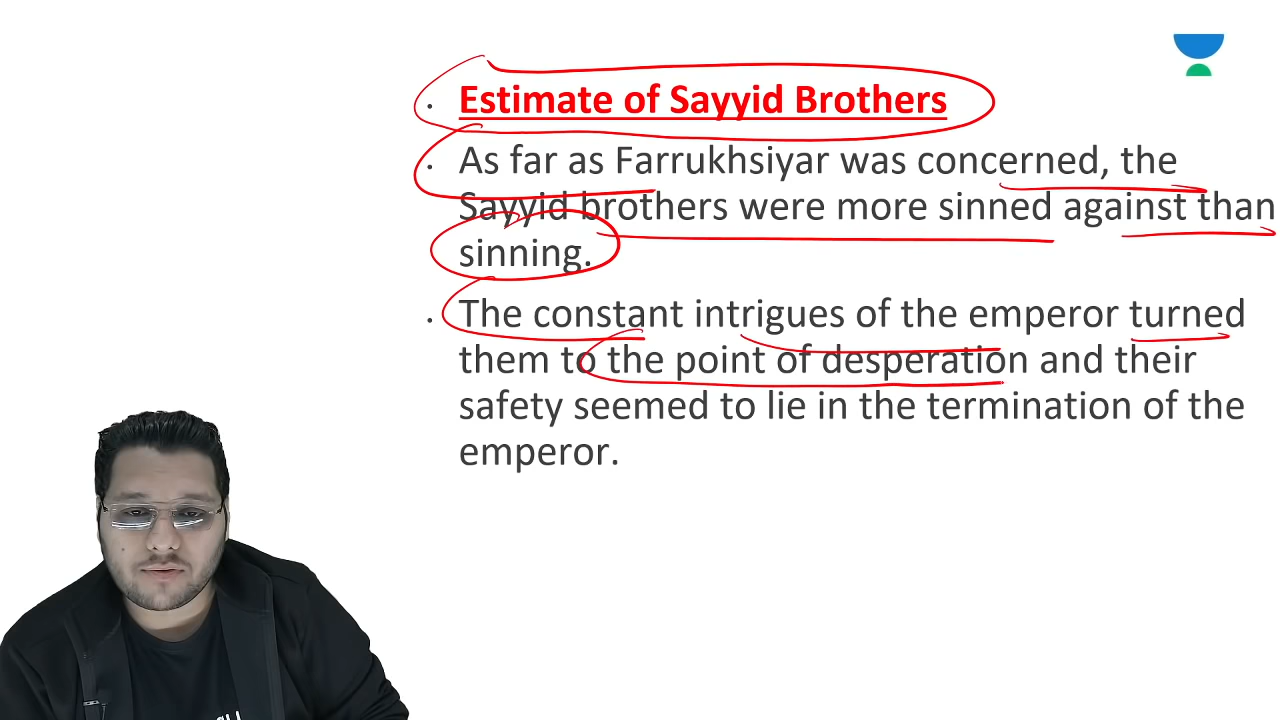 Estimate of Sayyid Brothers
As far as Farrukhsiyar was concerned, the
Sayyid brothers were more sinned against than
sinning.
The constant intrigues of the emperor turned
them to the point of desperation and their
safety seemed to lie in the termination of the
emperor.